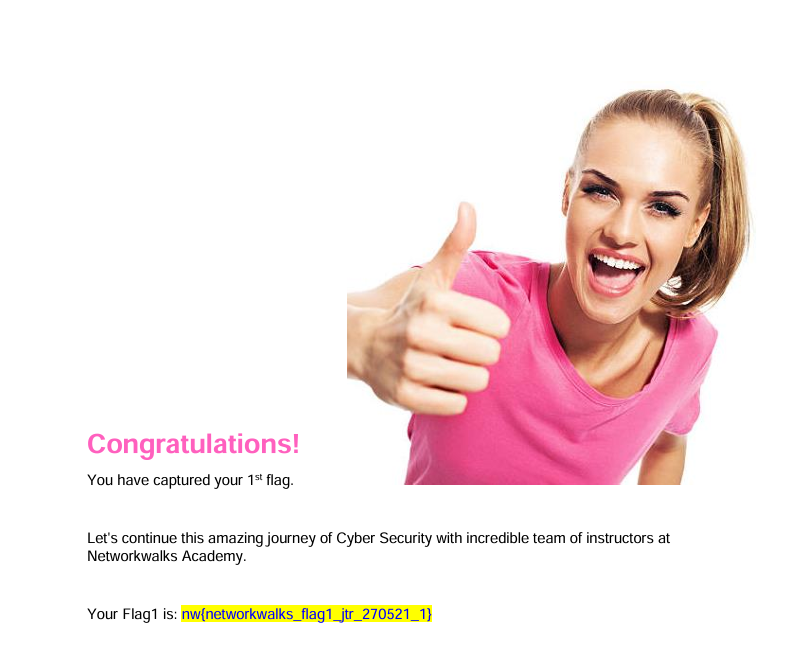 Congratulations!
You have captured your 1st flag.
Let's continue this amazing journey of Cyber Security with incredible team of instructors at
Networkwalks Academy.
Your Flag1 is: nw{networkwalks_flag1_jtr_270521_1}